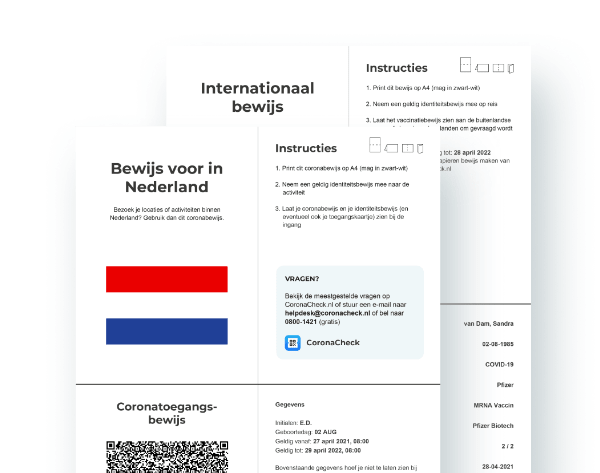 Internationaal
bewijs
Instructies
1. Print dit bewijs op A4 (mag in zwart-wit)
2. Neem een geldig identiteitsbewijs mee op reis
3. Laat het vaccinatiebewijs zien aan de buitenlandse
landen om gevraagd wordt
tot: 28 april 2022
apieren bewijs maken van
ck.nl
Bewijs voor in
Nederland
Bezoek je locaties of activiteiten binnen
Nederland? Gebruik dan dit coronabewijs.
Instructies
1. Print dit coronabewijs op A4 (mag in zwart-wit)
2. Neem een geldig identiteitsbewijs mee naar de
activiteit
3. Laat je coronabewijs en je identiteitsbewijs (en
eventueel ook je toegangskaartje) zien bij de
ingang
VRAGEN?
Bekijk de meestgestelde vragen op
CoronaCheck.nl of stuur een e-mail naar
helpdesk@coronacheck.nl of bel naar
0800-1421 (gratis)
CoronaCheck
Coronatoegangs-
bewijs
Gegevens
Initialen: E.D.
Geboortedag: 02 AUG
Geldig vanaf: 27 april 2021, 08:00
Geldig tot: 29 april 2022, 08:00
Bovenstaande gegevens hoef je niet te laten zien bij
van Dam, Sandra
02-08-1985
COVID-19
Pfizer
MRNA Vaccin
Pfizer Biotech
2 / 2
28-04-2021